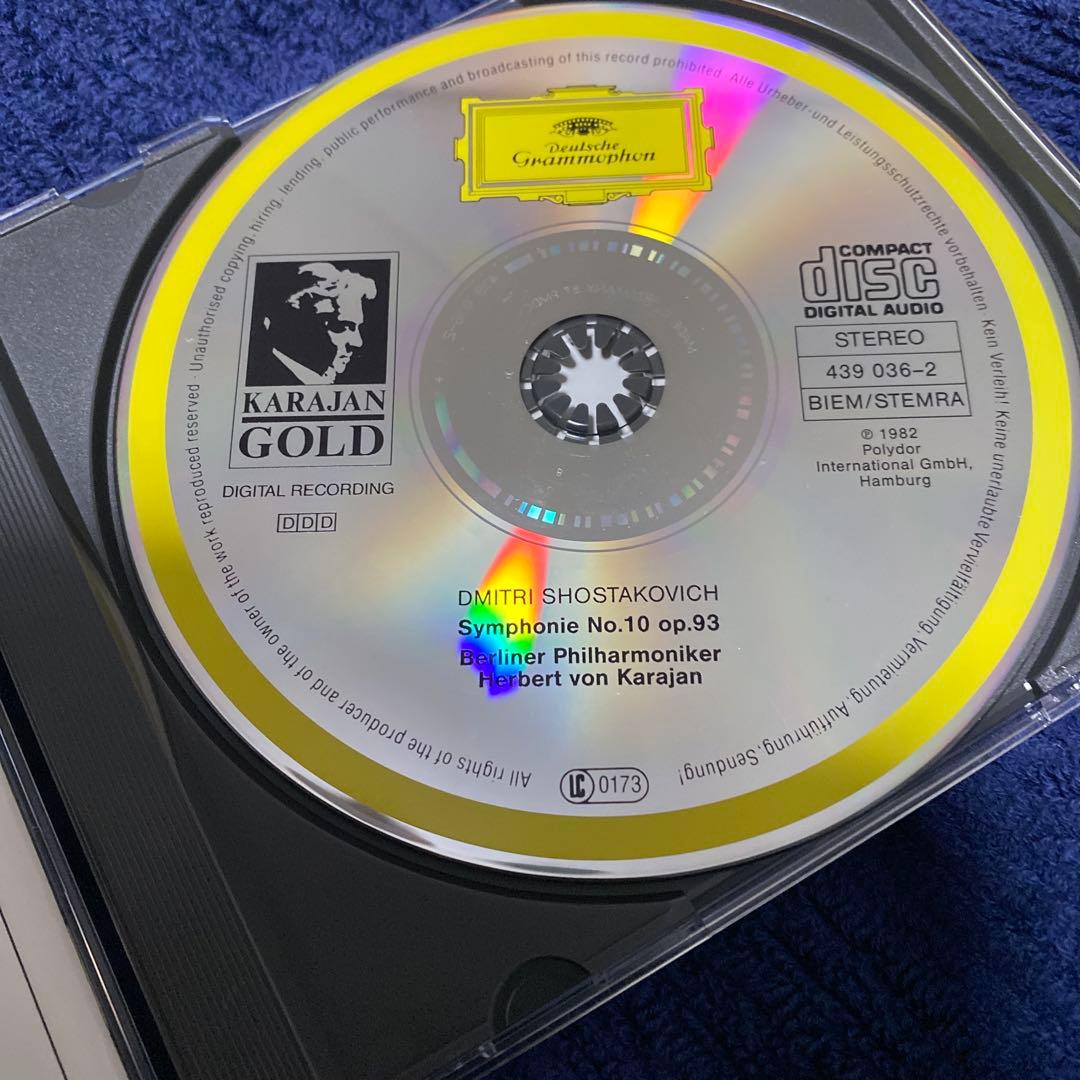 Deutsche
Grammophon
KARAJAN
GOLD
DIGITAL RECORDING
DDD
COMPACT
disc
DIGITAL AUDIO
STEREO
439 036-2
BIEM/STEMRA
℗ 1982
Polydor
International GmbH,
Hamburg
DMITRI SHOSTAKOVICH
Symphonie No.10 op.93
Berliner Philharmoniker
Herbert von Karajan
LC 0173
All rights of the producer and of the owner of the work reproduced reserved · Unauthorised copying, hiring, lending, public performance and broadcasting of this record prohibited · Alle Urheber- und Leistungsschutzrechte vorbehalten · Kein Verleih! Keine unerlaubte Vervielfältigung, Vermietung, Aufführung, Sendung!